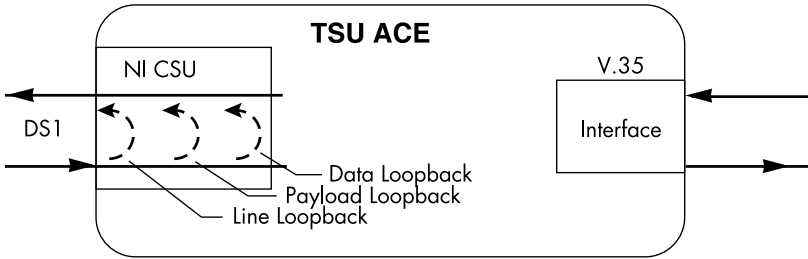 TSU ACE
NI CSU
V.35
DS1
Interface
Data Loopback
Payload Loopback
Line Loopback